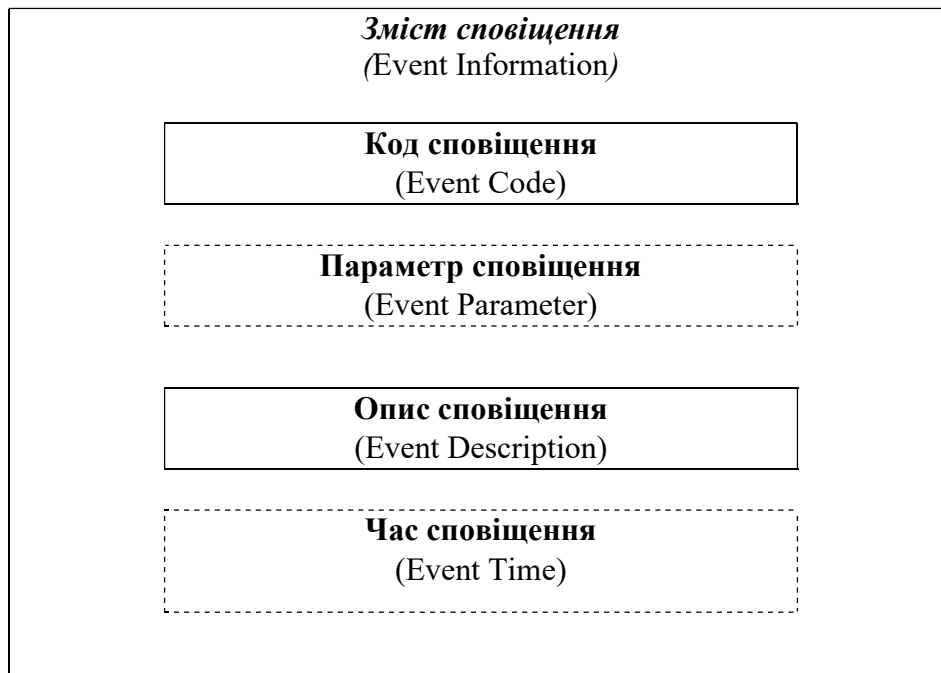 Зміст сповіщення
(Event Information)
Код сповіщення
(Event Code)
Параметр сповіщення
(Event Parameter)
Опис сповіщення
(Event Description)
Час сповіщення
(Event Time)